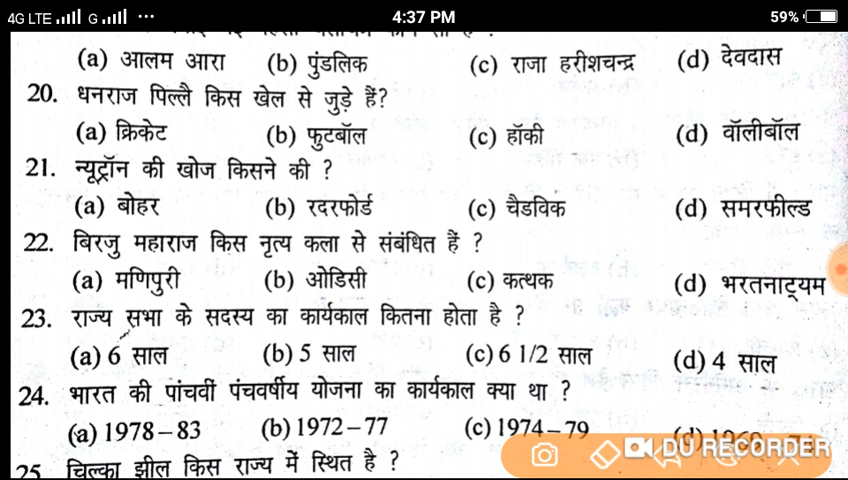 4G LTE G 4:37 PM 59%
(a) आलम आरा (b) पुंडलिक (c) राजा हरीशचन्द्र (d) देवदास
20. धनराज पिल्लै किस खेल से जुड़े हैं?
(a) क्रिकेट (b) फुटबॉल (c) हॉकी (d) वॉलीबॉल
21. न्यूट्रॉन की खोज किसने की ?
(a) बोहर (b) रदरफोर्ड (c) चैडविक (d) समरफील्ड
22. बिरजु महाराज किस नृत्य कला से संबंधित हैं ?
(a) मणिपुरी (b) ओडिसी (c) कत्थक (d) भरतनाट्यम
23. राज्य सभा के सदस्य का कार्यकाल कितना होता है ?
(a) 6 साल (b) 5 साल (c) 6 1/2 साल (d) 4 साल
24. भारत की पांचवीं पंचवर्षीय योजना का कार्यकाल क्या था ?
(a) 1978–83 (b) 1972–77 (c) 1974–79 (d)
DU RECORDER
25 चिल्का झील किस राज्य में स्थित है ?